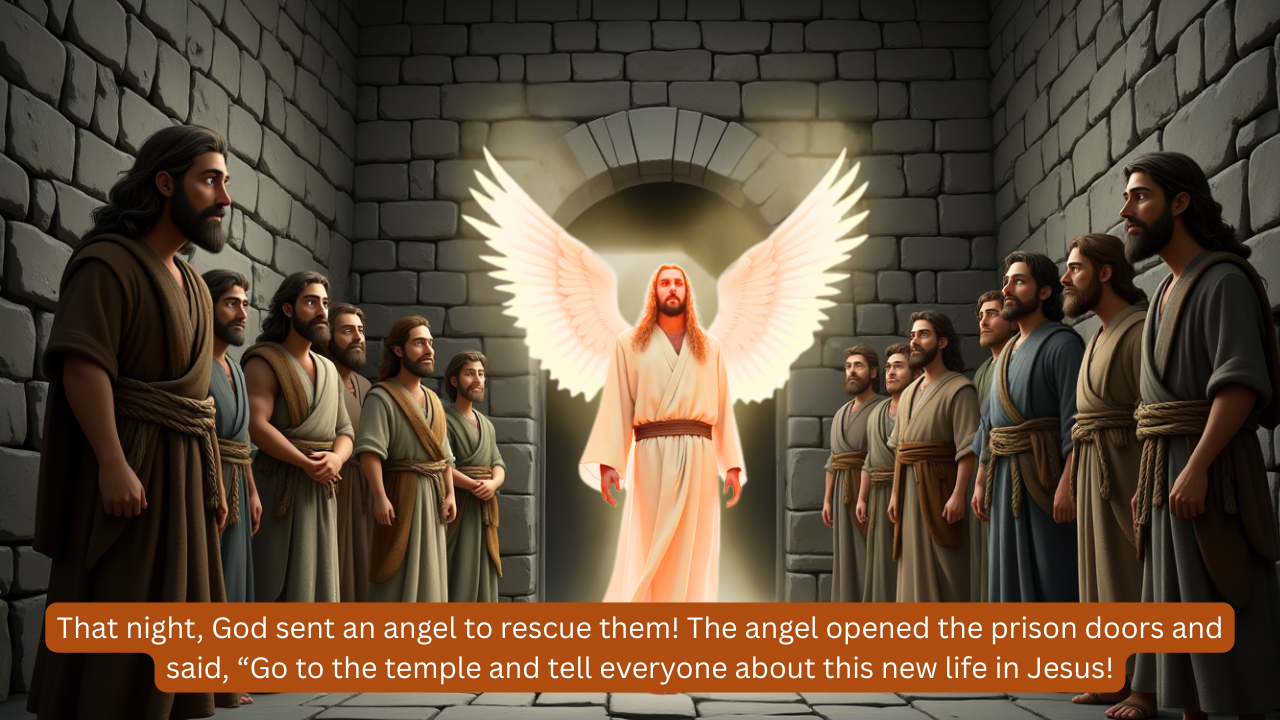 That night, God sent an angel to rescue them! The angel opened the prison doors and
said, “Go to the temple and tell everyone about this new life in Jesus!